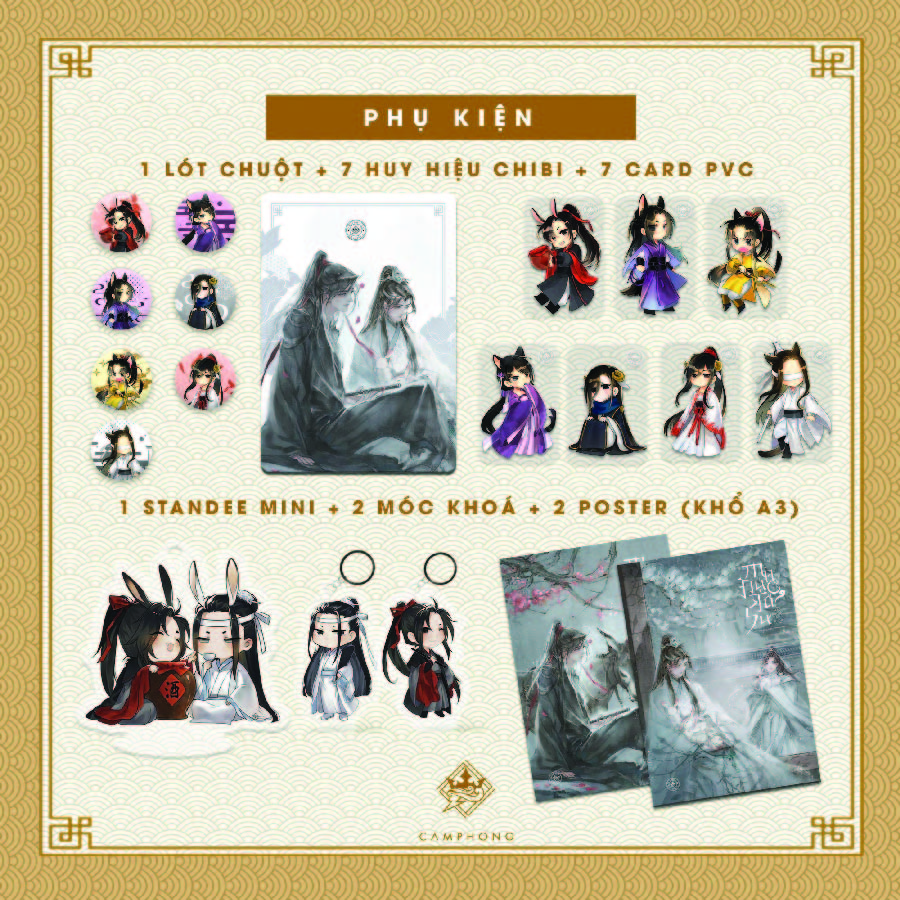 PHỤ KIỆN
1 LÓT CHUỘT + 7 HUY HIỆU CHIBI + 7 CARD PVC
1 STANDEE MINI + 2 MÓC KHOÁ + 2 POSTER (KHỔ A3)
酒
CAMPHONG